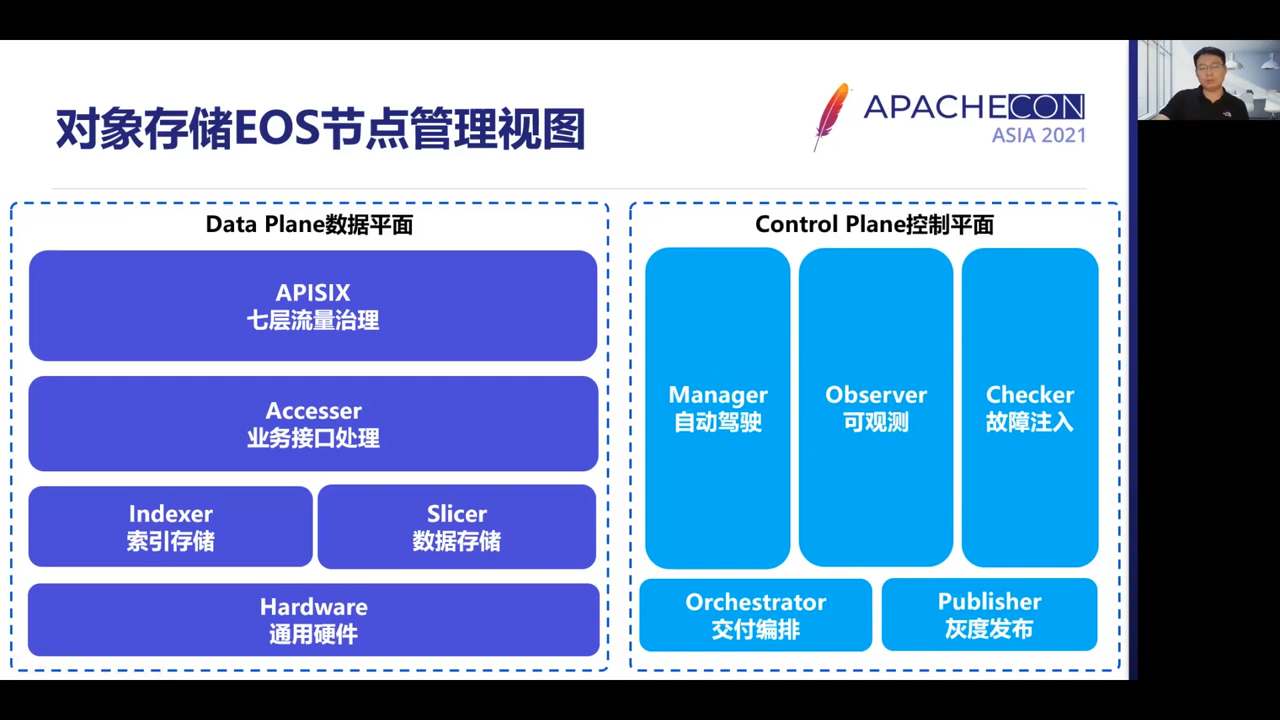 对象存储EOS节点管理视图
APACHECON
ASIA 2021
Data Plane数据平面
APISIX
七层流量治理
Accesser
业务接口处理
Indexer
索引存储
Slicer
数据存储
Hardware
通用硬件
Control Plane控制平面
Manager
自动驾驶
Observer
可观测
Checker
故障注入
Orchestrator
交付编排
Publisher
灰度发布